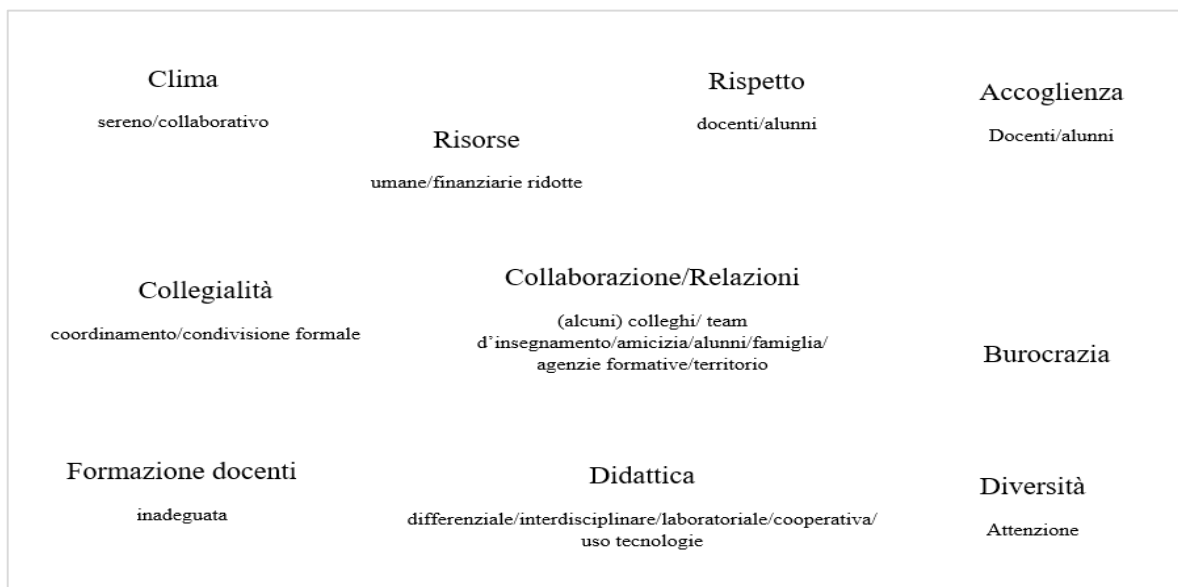 Clima
sereno/collaborativo
Risorse
umane/finanziarie ridotte
Rispetto
docenti/alunni
Accoglienza
Docenti/alunni
Collegialità
coordinamento/condivisione formale
Collaborazione/Relazioni
(alcuni) colleghi/ team
d’insegnamento/amicizia/alunni/famiglia/
agenzie formative/territorio
Burocrazia
Formazione docenti
inadeguata
Didattica
differenziale/interdisciplinare/laboratoriale/cooperativa/
uso tecnologie
Diversità
Attenzione